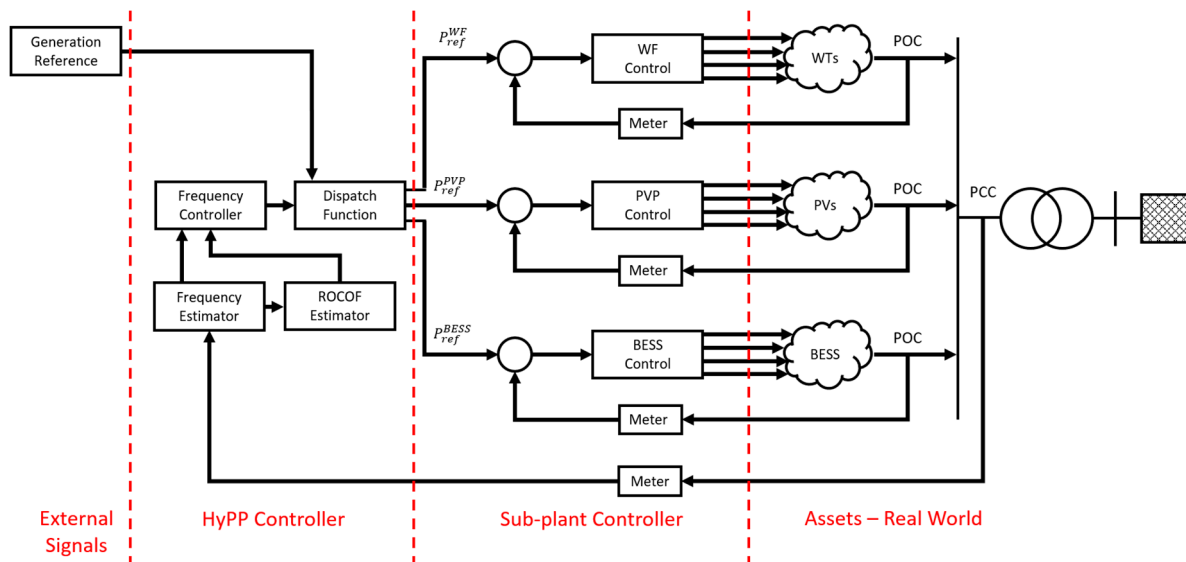 Generation
Reference
P_ref^WF
WF
Control
WTs
POC
Meter
Frequency
Controller
Dispatch
Function
P_ref^PVP
PVP
Control
PVs
POC
PCC
Meter
Frequency
Estimator
ROCOF
Estimator
P_ref^BESS
BESS
Control
BESS
POC
Meter
Meter
External
Signals
HyPP Controller
Sub-plant Controller
Assets – Real World